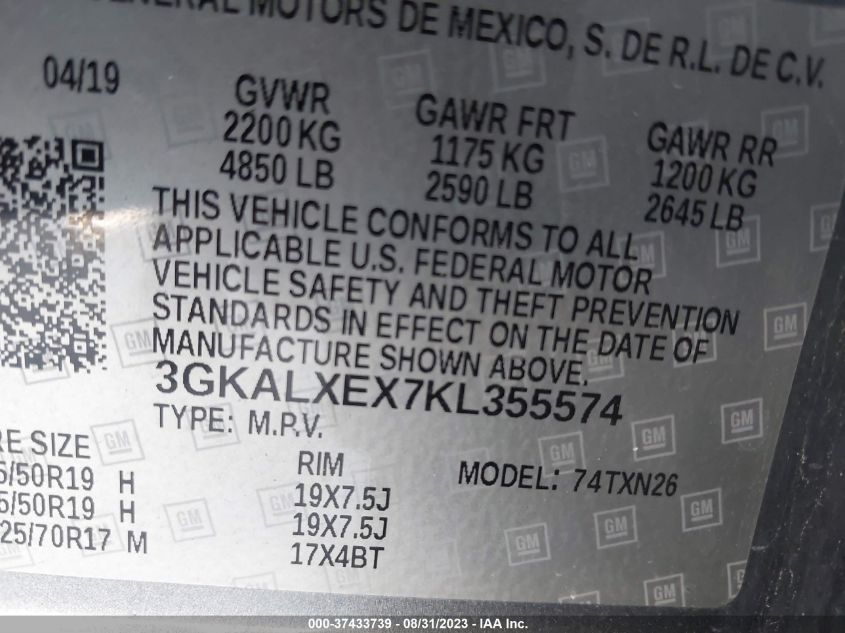 GENERAL MOTORS DE MEXICO, S. DE R.L. DE C.V.
04/19
GVWR
2200 KG
4850 LB
GAWR FRT
1175 KG
2590 LB
GAWR RR
1200 KG
2645 LB
THIS VEHICLE CONFORMS TO ALL
APPLICABLE U.S. FEDERAL MOTOR
VEHICLE SAFETY AND THEFT PREVENTION
STANDARDS IN EFFECT ON THE DATE OF
MANUFACTURE SHOWN ABOVE.
3GKALXEX7KL355574
TYPE: M.P.V.
MODEL: 74TXN26
RE SIZE
5/50R19 H
5/50R19 H
25/70R17 M
RIM
19X7.5J
19X7.5J
17X4BT
GM
000-37433739 - 08/31/2023 - IAA Inc.